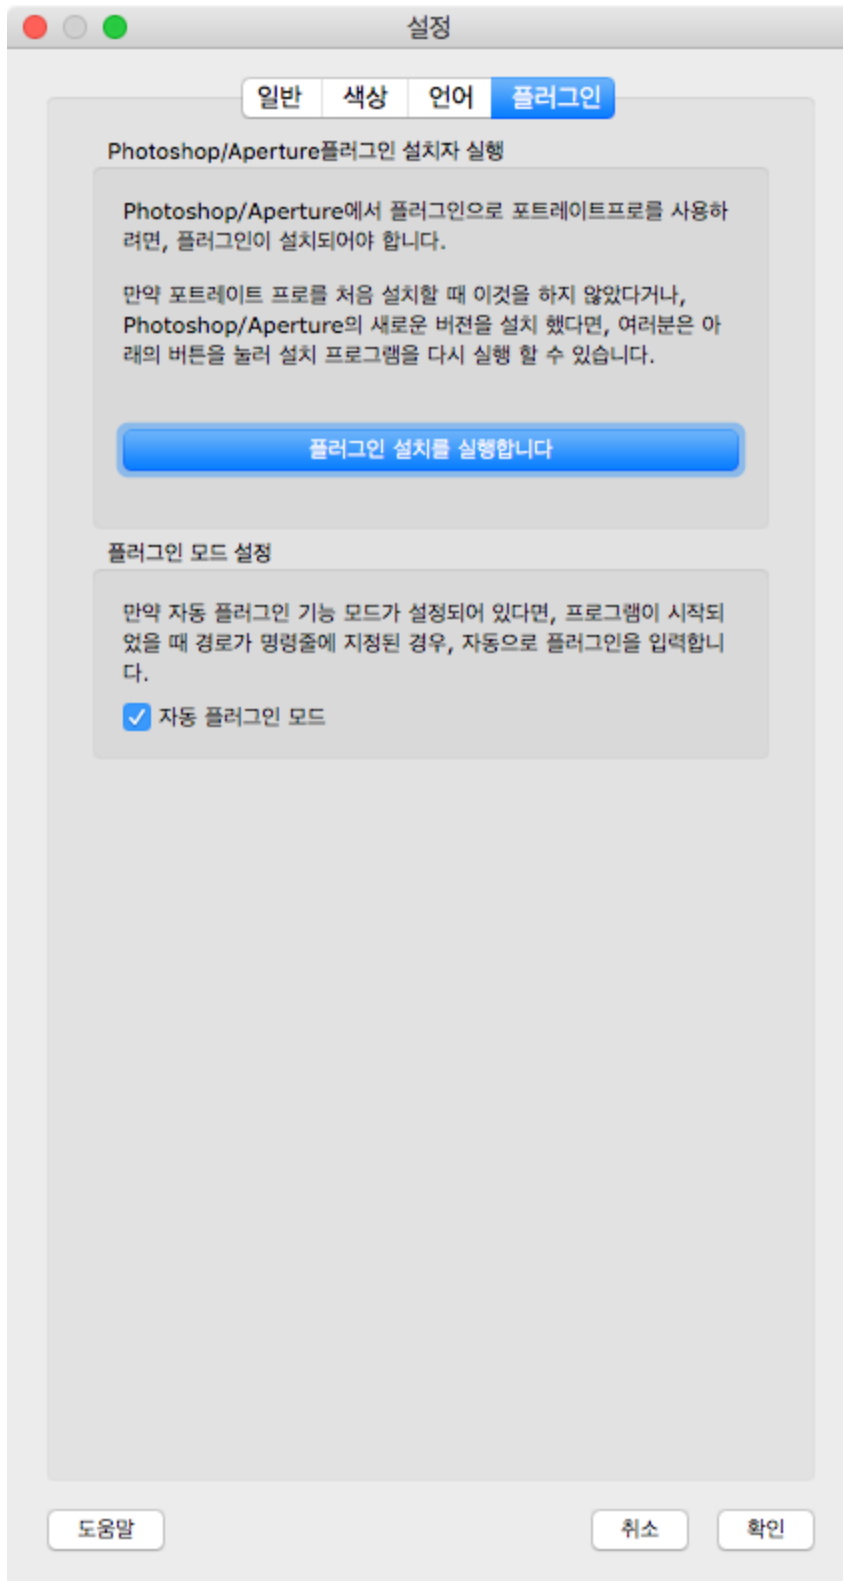 설정
일반 색상 언어 플러그인
Photoshop/Aperture플러그인 설치자 실행
Photoshop/Aperture에서 플러그인으로 포트레이트프로를 사용하
려면, 플러그인이 설치되어야 합니다.
만약 포트레이트 프로를 처음 설치할 때 이것을 하지 않았다거나,
Photoshop/Aperture의 새로운 버젼을 설치 했다면, 여러분은 아
래의 버튼을 눌러 설치 프로그램을 다시 실행 할 수 있습니다.
플러그인 설치를 실행합니다
플러그인 모드 설정
만약 자동 플러그인 기능 모드가 설정되어 있다면, 프로그램이 시작되
었을 때 경로가 명령줄에 지정된 경우, 자동으로 플러그인을 입력합니
다.
자동 플러그인 모드
도움말 취소 확인